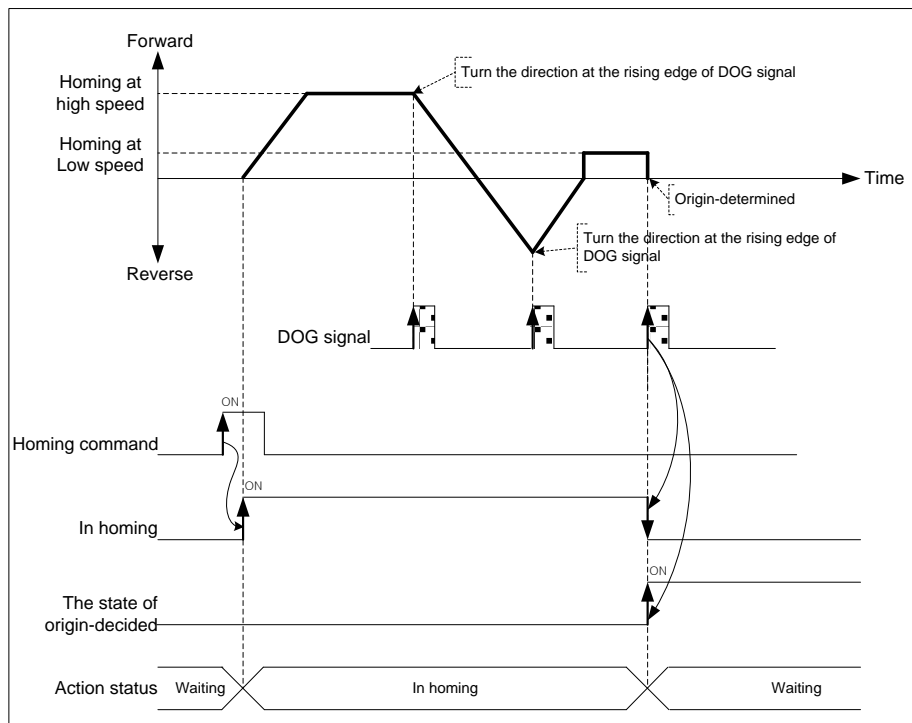 Forward
Homing at
high speed
Turn the direction at the rising edge of DOG signal
Homing at
Low speed
Time
Origin-determined
Turn the direction at the rising edge of
DOG signal
Reverse
DOG signal
ON
Homing command
ON
In homing
ON
The state of
origin-decided
Action status
Waiting
In homing
Waiting